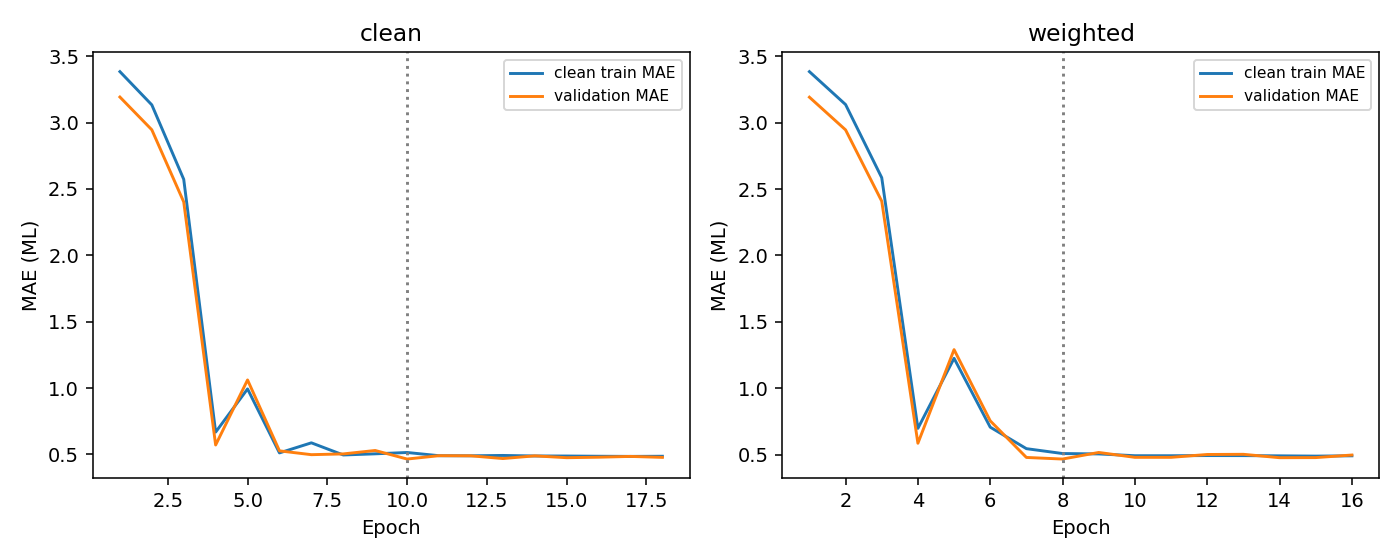 clean
3.5
3.0
2.5
2.0
1.5
1.0
0.5
MAE (ML)
clean train MAE
validation MAE
2.5 5.0 7.5 10.0 12.5 15.0 17.5
Epoch
weighted
3.5
3.0
2.5
2.0
1.5
1.0
0.5
MAE (ML)
clean train MAE
validation MAE
2 4 6 8 10 12 14 16
Epoch